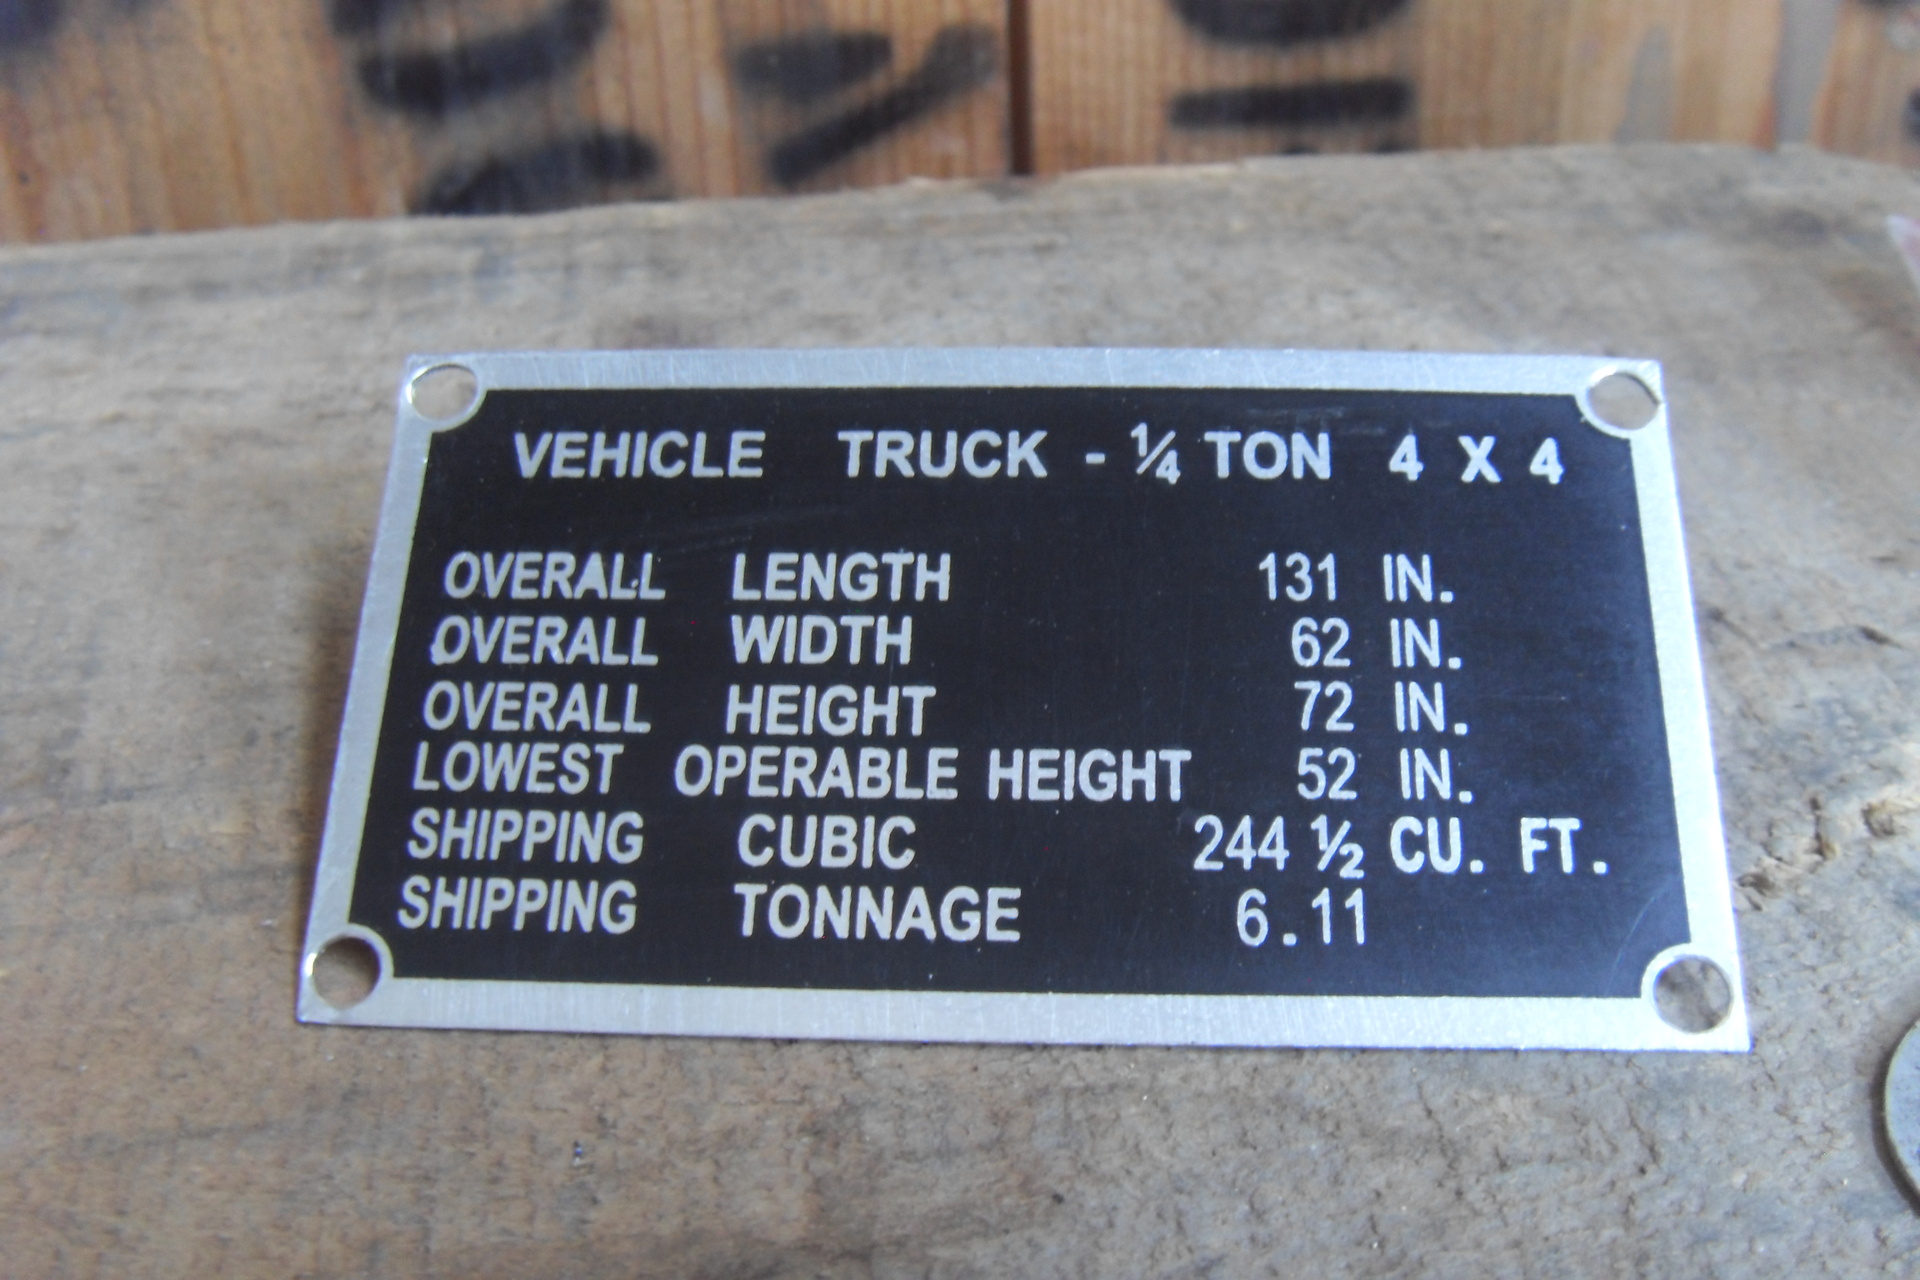 VEHICLE TRUCK - ¼ TON 4 X 4
OVERALL LENGTH 131 IN.
OVERALL WIDTH 62 IN.
OVERALL HEIGHT 72 IN.
LOWEST OPERABLE HEIGHT 52 IN.
SHIPPING CUBIC 244 ½ CU. FT.
SHIPPING TONNAGE 6.11